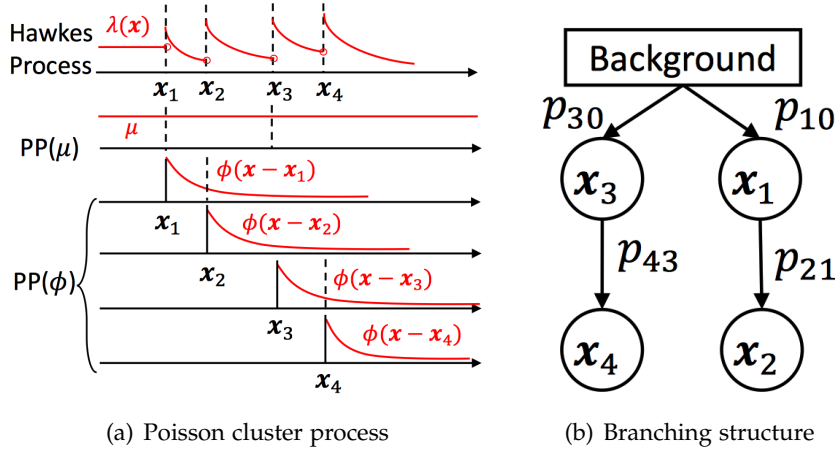 Hawkes
Process
λ(x)
x₁ x₂ x₃ x₄
PP(μ)
μ
PP(ϕ)
ϕ(x − x₁)
x₁
ϕ(x − x₂)
x₂
ϕ(x − x₃)
x₃
ϕ(x − x₄)
x₄
(a) Poisson cluster process
Background
p₃₀ p₁₀
x₃ x₁
p₄₃ p₂₁
x₄ x₂
(b) Branching structure